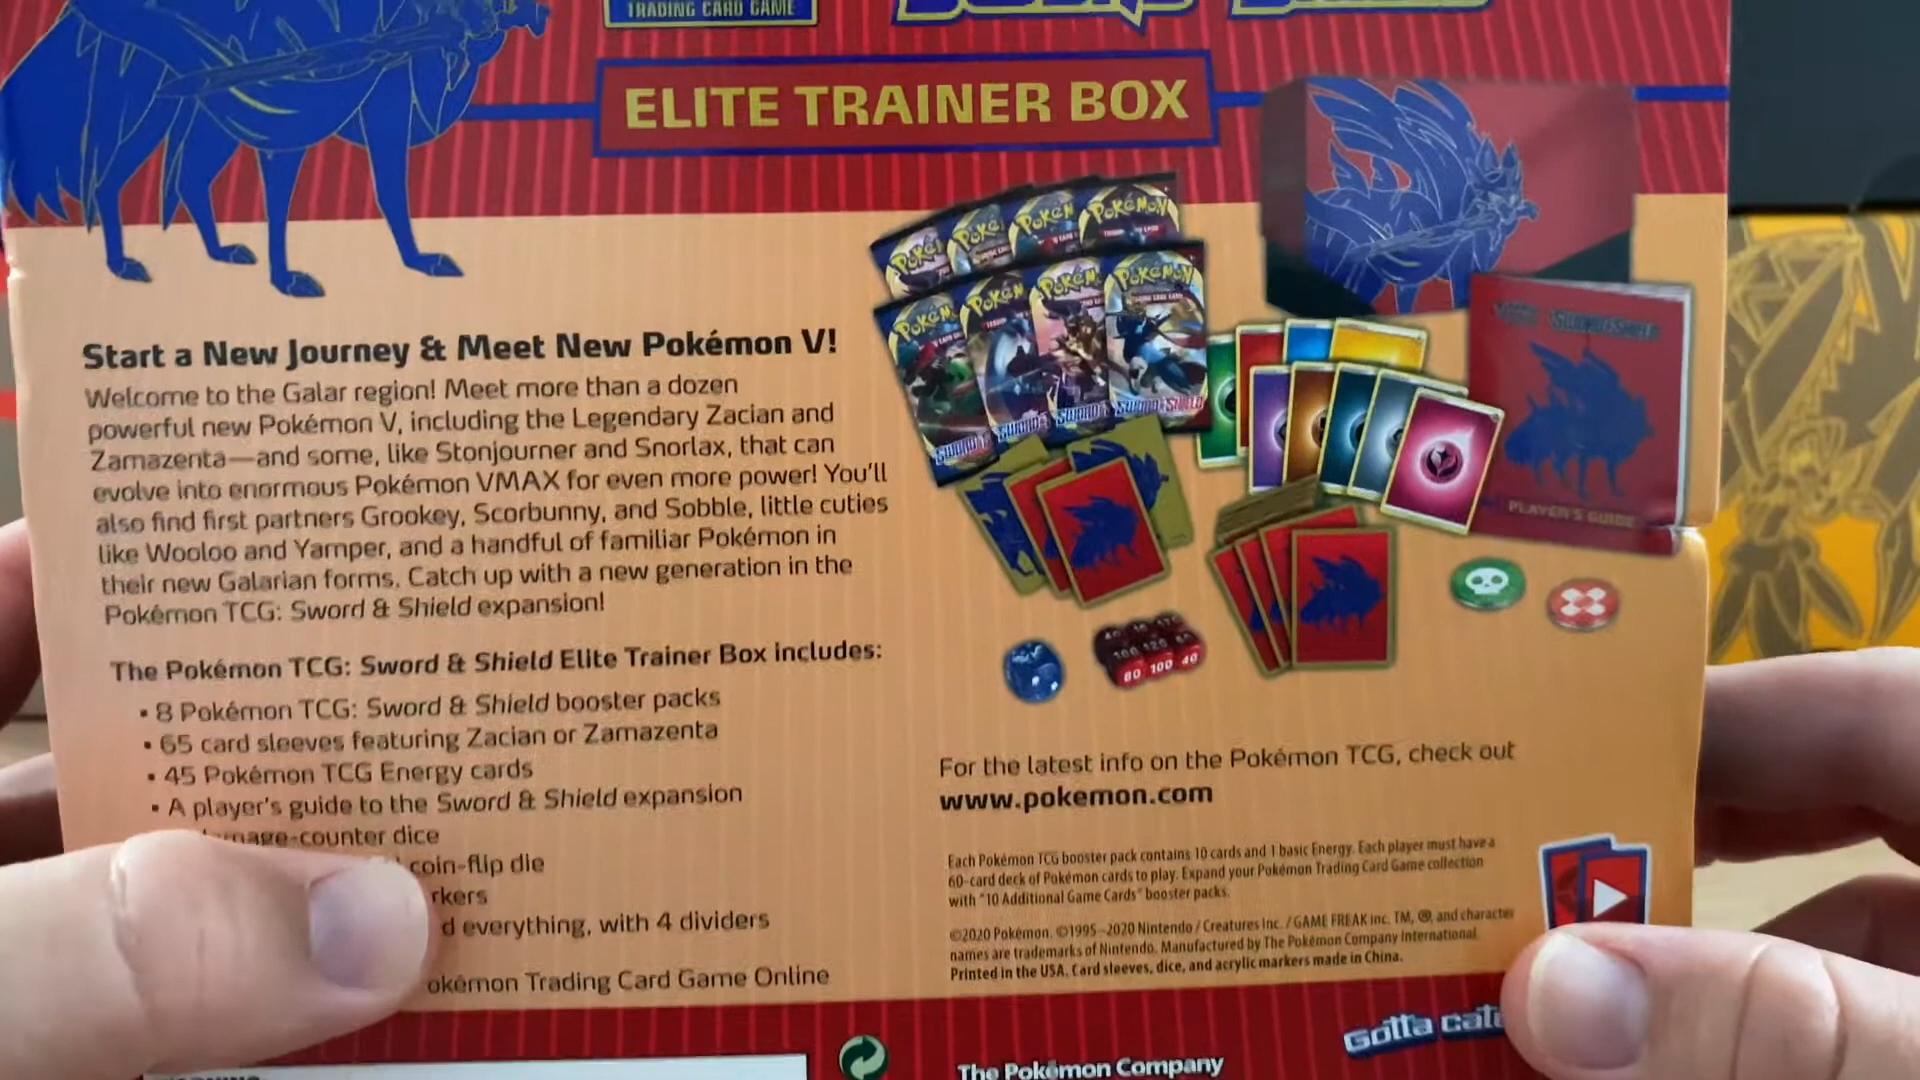 TRADING CARD GAME
ELITE TRAINER BOX
Start a New Journey & Meet New Pokémon V!
Welcome to the Galar region! Meet more than a dozen
powerful new Pokémon V, including the Legendary Zacian and
Zamazenta—and some, like Stonjourner and Snorlax, that can
evolve into enormous Pokémon VMAX for even more power! You'll
also find first partners Grookey, Scorbunny, and Sobble, little cuties
like Wooloo and Yamper, and a handful of familiar Pokémon in
their new Galarian forms. Catch up with a new generation in the
Pokémon TCG: Sword & Shield expansion!
The Pokémon TCG: Sword & Shield Elite Trainer Box includes:
• 8 Pokémon TCG: Sword & Shield booster packs
• 65 card sleeves featuring Zacian or Zamazenta
• 45 Pokémon TCG Energy cards
• A player's guide to the Sword & Shield expansion
dice
coin-flip die
everything, with 4 dividers
Trading Card Game Online
POKéMON
SWORD & SHIELD
PLAYER'S GUIDE
60 100 40
For the latest info on the Pokémon TCG, check out
www.pokemon.com
Each Pokémon TCG booster pack contains 10 cards and 1 basic Energy. Each player must have a
60-card deck of Pokémon cards to play. Expand your Pokémon Trading Card Game collection
with "10 Additional Game Cards" booster packs.
©2020 Pokémon. ©1995–2020 Nintendo / Creatures Inc. / GAME FREAK inc. TM, ®, and character
names are trademarks of Nintendo. Manufactured by The Pokémon Company International.
Printed in the USA. Card sleeves, dice, and acrylic markers made in China.
Gotta
The Pokémon Company